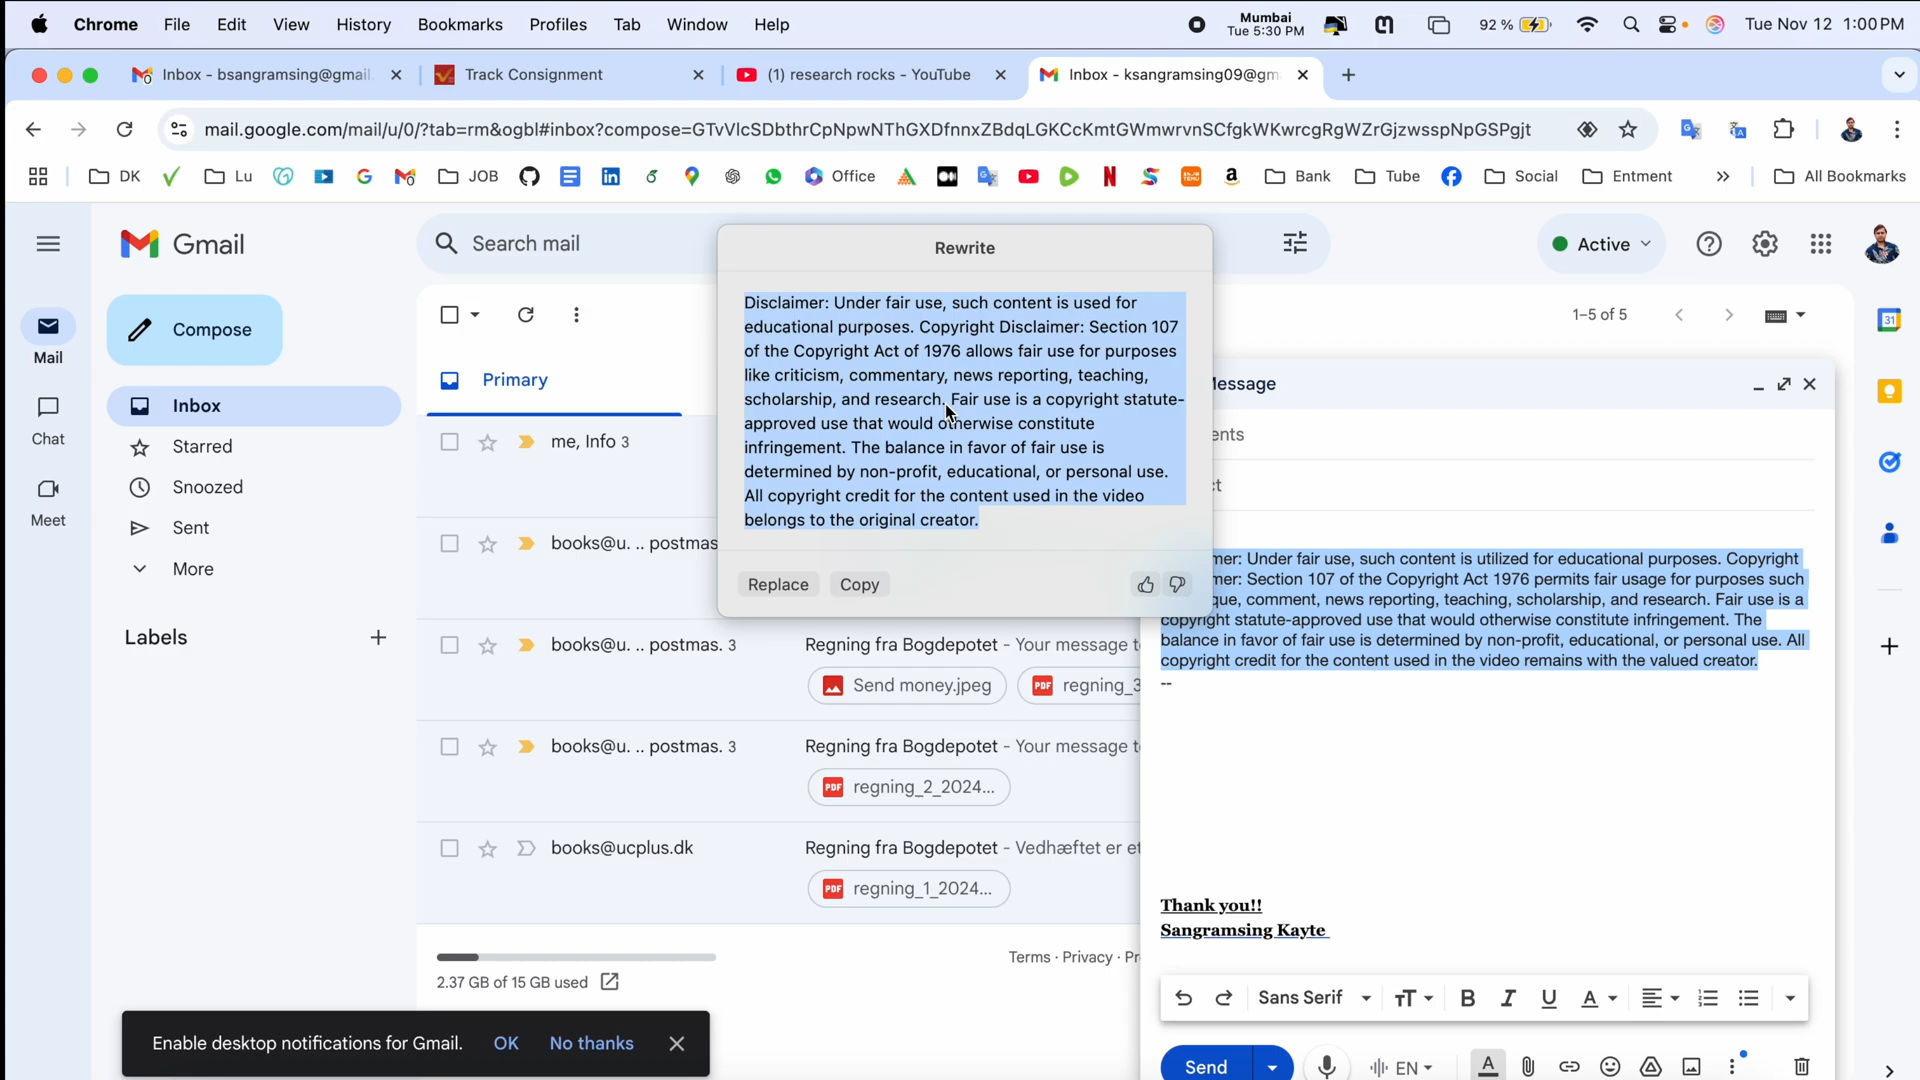 Chrome File Edit View History Bookmarks Profiles Tab Window Help
Mumbai
Tue 5:30 PM
92 %
Tue Nov 12 1:00 PM
Inbox - bsangramsing@gmail.
Track Consignment
(1) research rocks - YouTube
Inbox - ksangramsing09@gm
mail.google.com/mail/u/0/?tab=rm&ogbl#inbox?compose=GTvVlcSDbthrCpNpwNThGXDfnnxZBdqLGKCcKmtGWmwrvnSCfgkWKwrcgRgWZrGjzwsspNpGSPgjt
DK
Lu
JOB
Office
Bank
Tube
Social
Entment
All Bookmarks
Gmail
Search mail
Active
Compose
Mail
Chat
Meet
Inbox
Starred
Snoozed
Sent
More
Labels
1–5 of 5
Primary
me, Info 3
books@u. .. postmas
books@u. .. postmas. 3
Regning fra Bogdepotet - Your message t
Send money.jpeg
PDF regning_3
books@u. .. postmas. 3
Regning fra Bogdepotet - Your message t
PDF regning_2_2024...
books@ucplus.dk
Regning fra Bogdepotet - Vedhæftet er et
PDF regning_1_2024...
2.37 GB of 15 GB used
Terms · Privacy · Pr
Enable desktop notifications for Gmail. OK No thanks
Rewrite
Disclaimer: Under fair use, such content is used for
educational purposes. Copyright Disclaimer: Section 107
of the Copyright Act of 1976 allows fair use for purposes
like criticism, commentary, news reporting, teaching,
scholarship, and research. Fair use is a copyright statute-
approved use that would otherwise constitute
infringement. The balance in favor of fair use is
determined by non-profit, educational, or personal use.
All copyright credit for the content used in the video
belongs to the original creator.
Replace Copy
lessage
ents
ct
mer: Under fair use, such content is utilized for educational purposes. Copyright
mer: Section 107 of the Copyright Act 1976 permits fair usage for purposes such
que, comment, news reporting, teaching, scholarship, and research. Fair use is a
copyright statute-approved use that would otherwise constitute infringement. The
balance in favor of fair use is determined by non-profit, educational, or personal use. All
copyright credit for the content used in the video remains with the valued creator.
--
Thank you!!
Sangramsing Kayte
Sans Serif
Send
EN
31